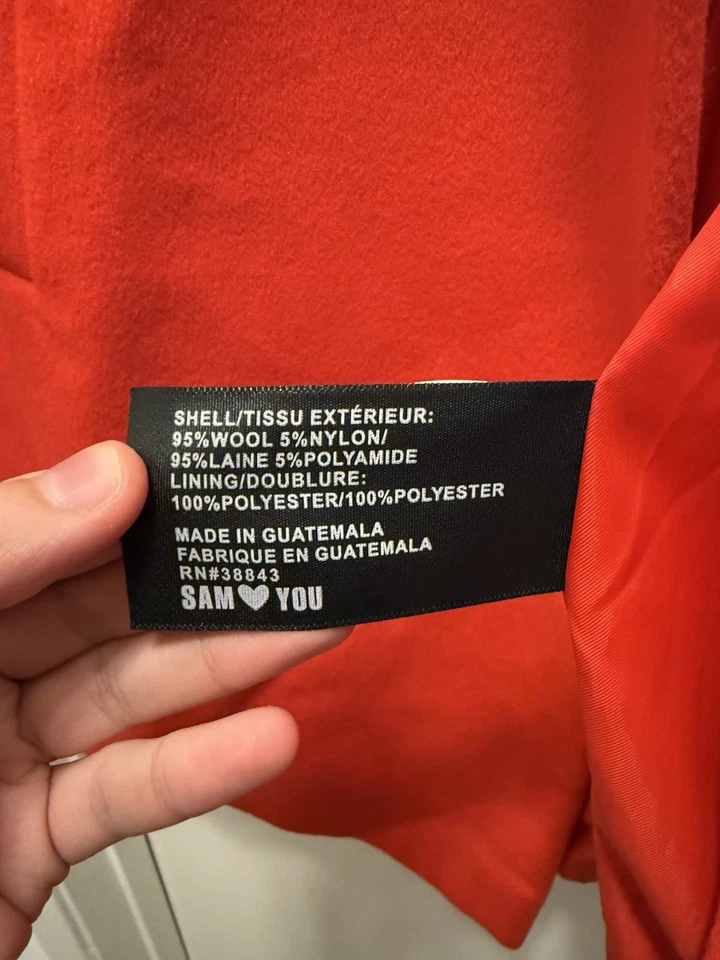 SHELL/TISSU EXTÉRIEUR:
95%WOOL 5%NYLON/
95%LAINE 5%POLYAMIDE
LINING/DOUBLURE:
100%POLYESTER/100%POLYESTER
MADE IN GUATEMALA
FABRIQUE EN GUATEMALA
RN#38843
SAM♥YOU